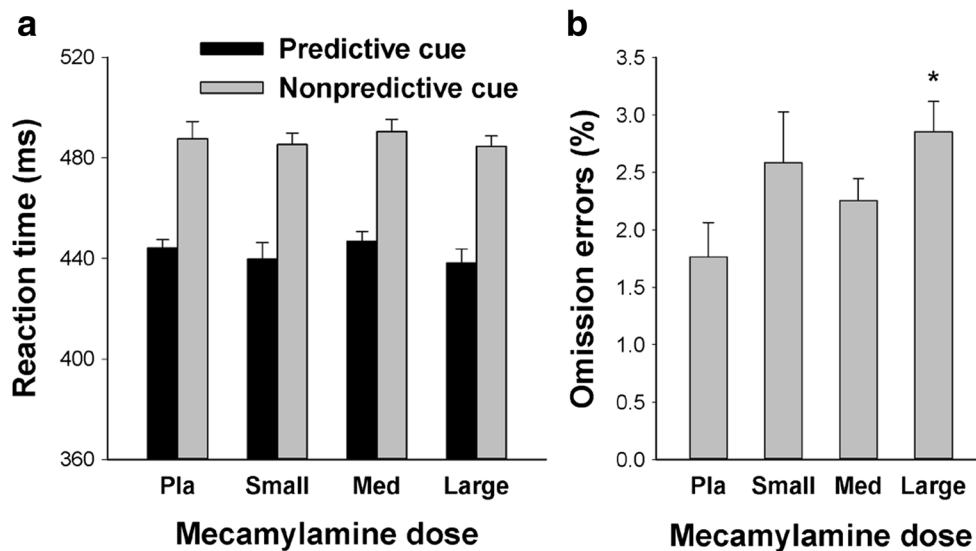 a
Predictive cue
Nonpredictive cue
Reaction time (ms)
520
480
440
400
360
Pla Small Med Large
Mecamylamine dose
b
Omission errors (%)
3.5
3.0
2.5
2.0
1.5
1.0
0.5
0.0
*
Pla Small Med Large
Mecamylamine dose